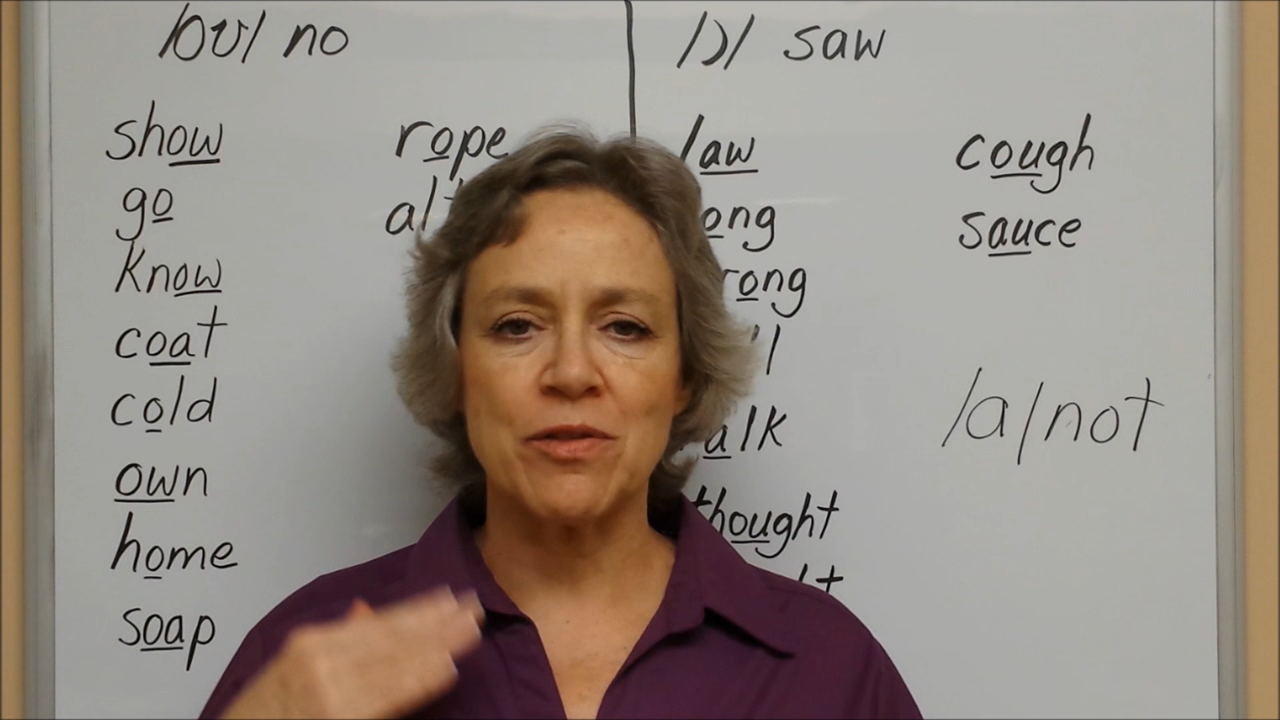 /oʊ/ no
show
go
know
coat
cold
own
home
soap
rope
/ɔ/ saw
law
thought
cough
sauce
/a/ not